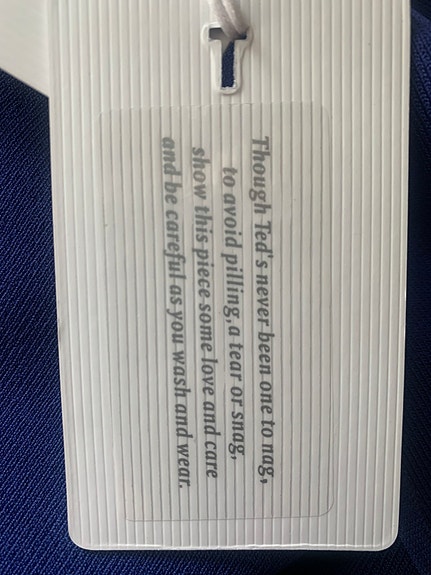 Though Ted's never been one to nag,
to avoid pilling,a tear or snag,
show this piece some love and care
and be careful as you wash and wear.